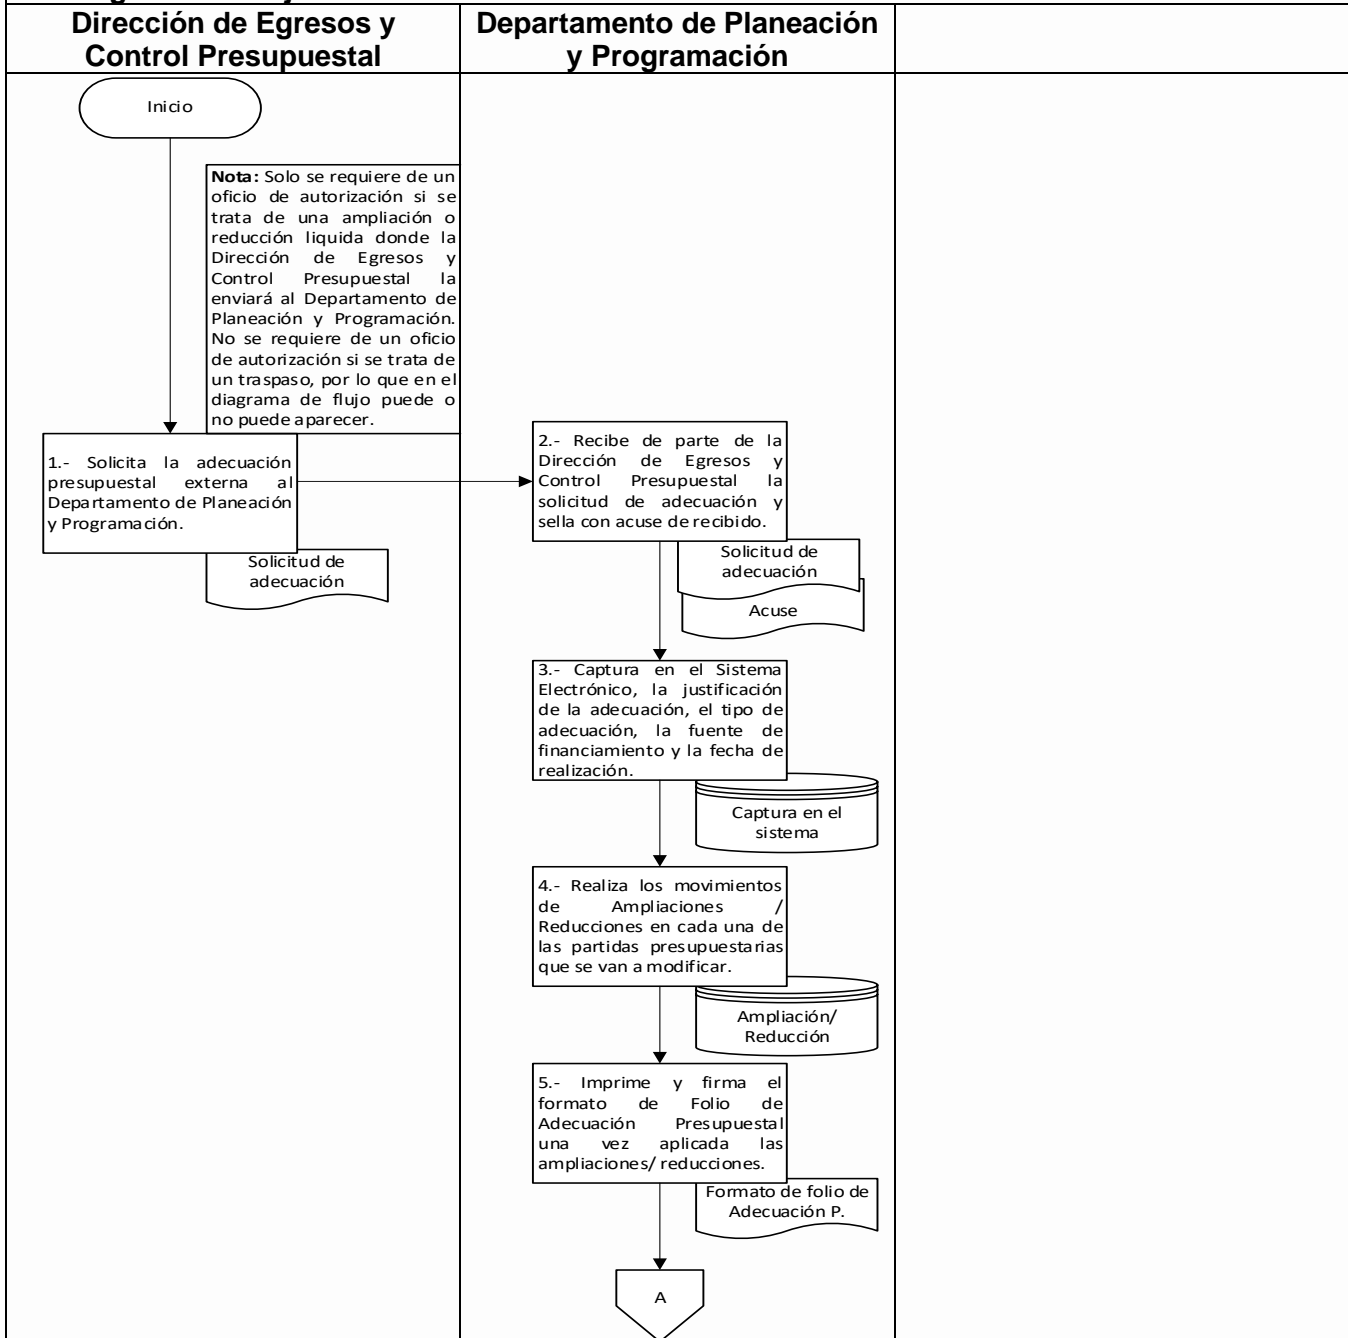 Dirección de Egresos y
Control Presupuestal
Departamento de Planeación
y Programación
Inicio
Nota: Solo se requiere de un
oficio de autorización si se
trata de una ampliación o
reducción liquida donde la
Dirección de Egresos y
Control Presupuestal la
enviará al Departamento de
Planeación y Programación.
No se requiere de un oficio
de autorización si se trata de
un traspaso, por lo que en el
diagrama de flujo puede o
no puede aparecer.
1.- Solicita la adecuación
presupuestal externa al
Departamento de Planeación
y Programación.
Solicitud de
adecuación
2.- Recibe de parte de la
Dirección de Egresos y
Control Presupuestal la
solicitud de adecuación y
sella con acuse de recibido.
Solicitud de
adecuación
Acuse
3.- Captura en el Sistema
Electrónico, la justificación
de la adecuación, el tipo de
adecuación, la fuente de
financiamiento y la fecha de
realización.
Captura en el
sistema
4.- Realiza los movimientos
de Ampliaciones /
Reducciones en cada una de
las partidas presupuestarias
que se van a modificar.
Ampliación/
Reducción
5.- Imprime y firma el
formato de Folio de
Adecuación Presupuestal
una vez aplicada las
ampliaciones/ reducciones.
Formato de folio de
Adecuación P.
A